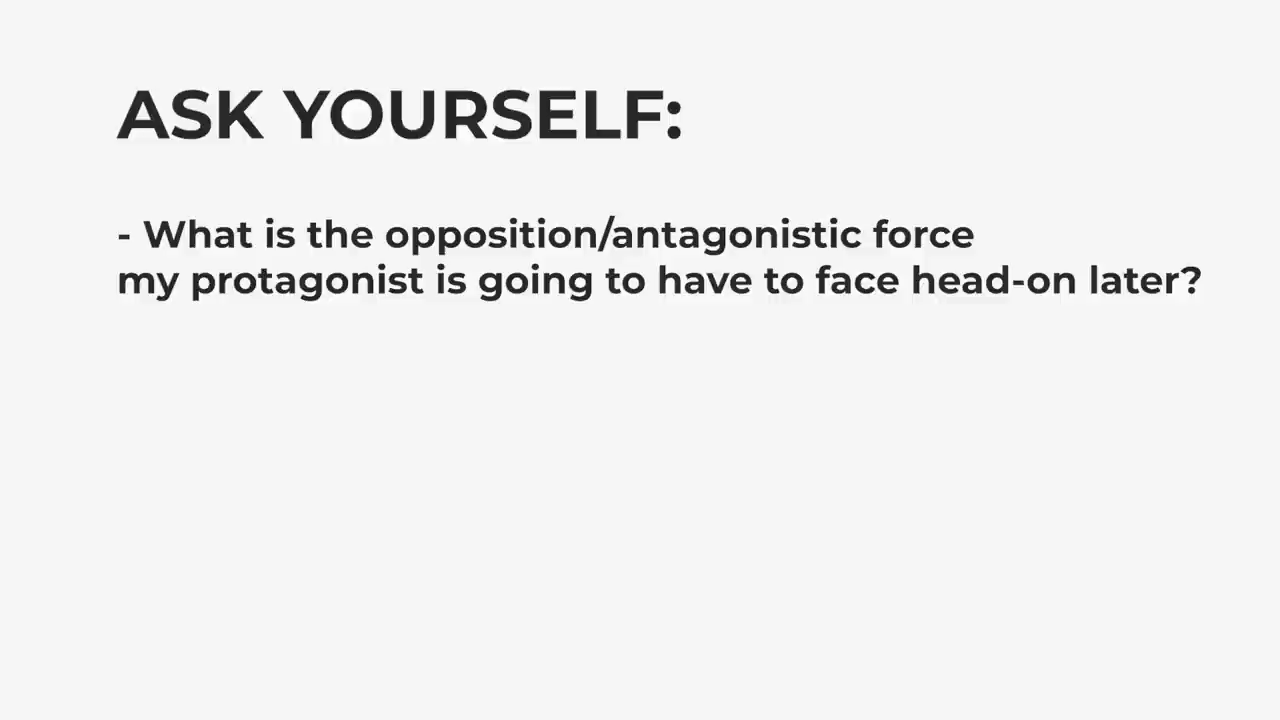 ASK YOURSELF:
- What is the opposition/antagonistic force
my protagonist is going to have to face head-on later?